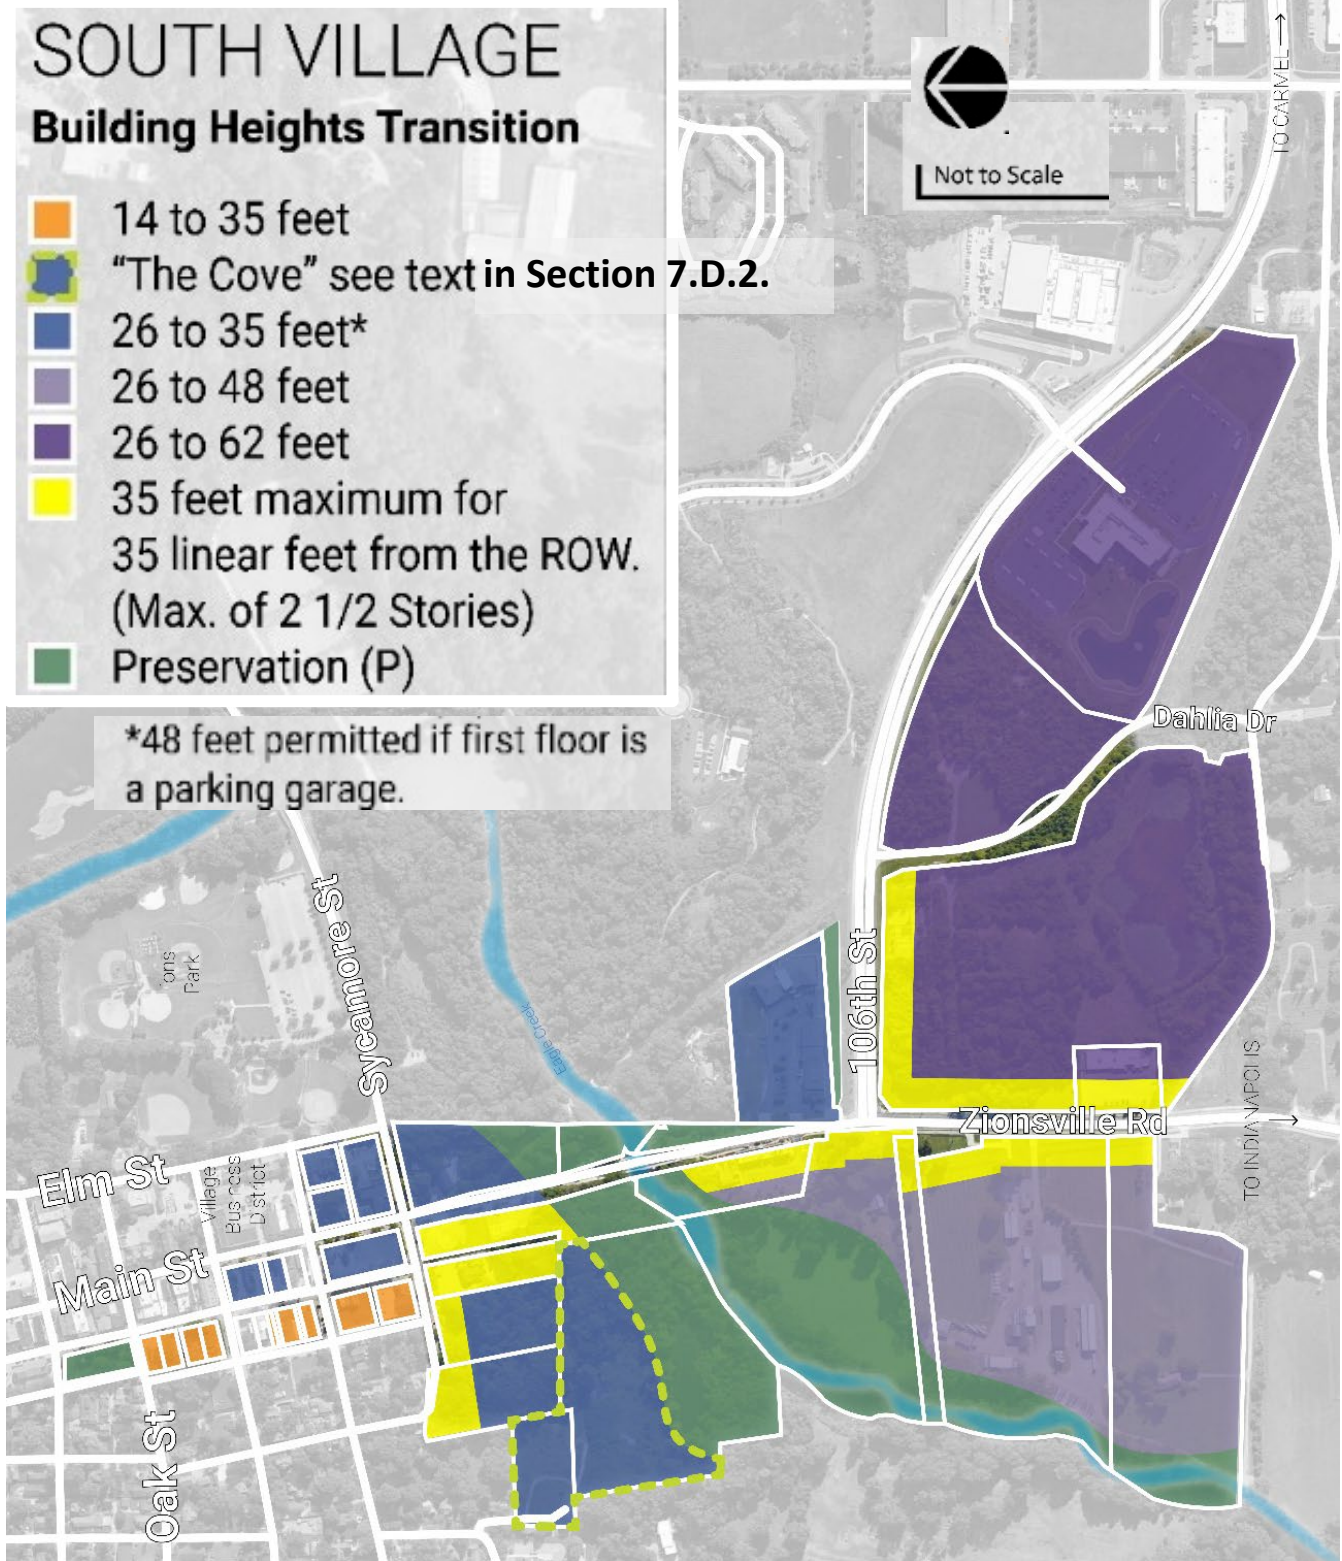 SOUTH VILLAGE
Building Heights Transition
14 to 35 feet
“The Cove” see text in Section 7.D.2.
26 to 35 feet*
26 to 48 feet
26 to 62 feet
35 feet maximum for
35 linear feet from the ROW.
(Max. of 2 1/2 Stories)
Preservation (P)
*48 feet permitted if first floor is
a parking garage.
Not to Scale
TO CARMEL
Dahlia Dr
Sycamore St
ions
Park
Eagle Creek
106th St
Zionsville Rd
TO INDIANAPOLIS
Elm St
Village
Business
District
Main St
Oak St